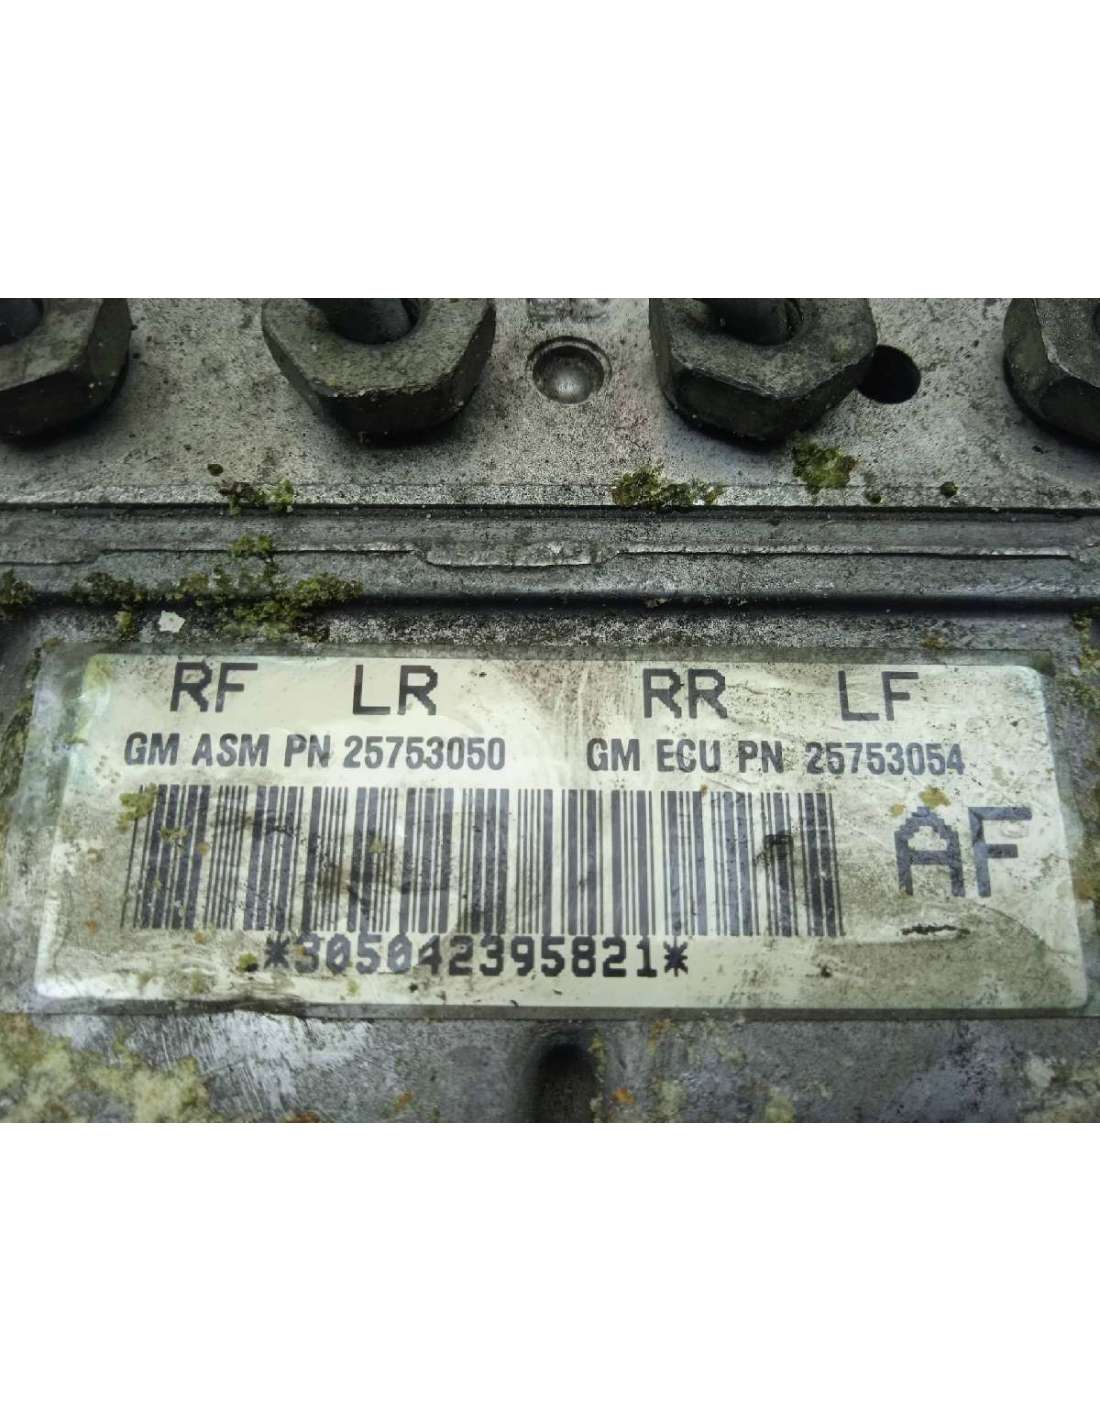 RF LR RR LF
GM ASM PN 25753050 GM ECU PN 25753054
AF
*305042395821*